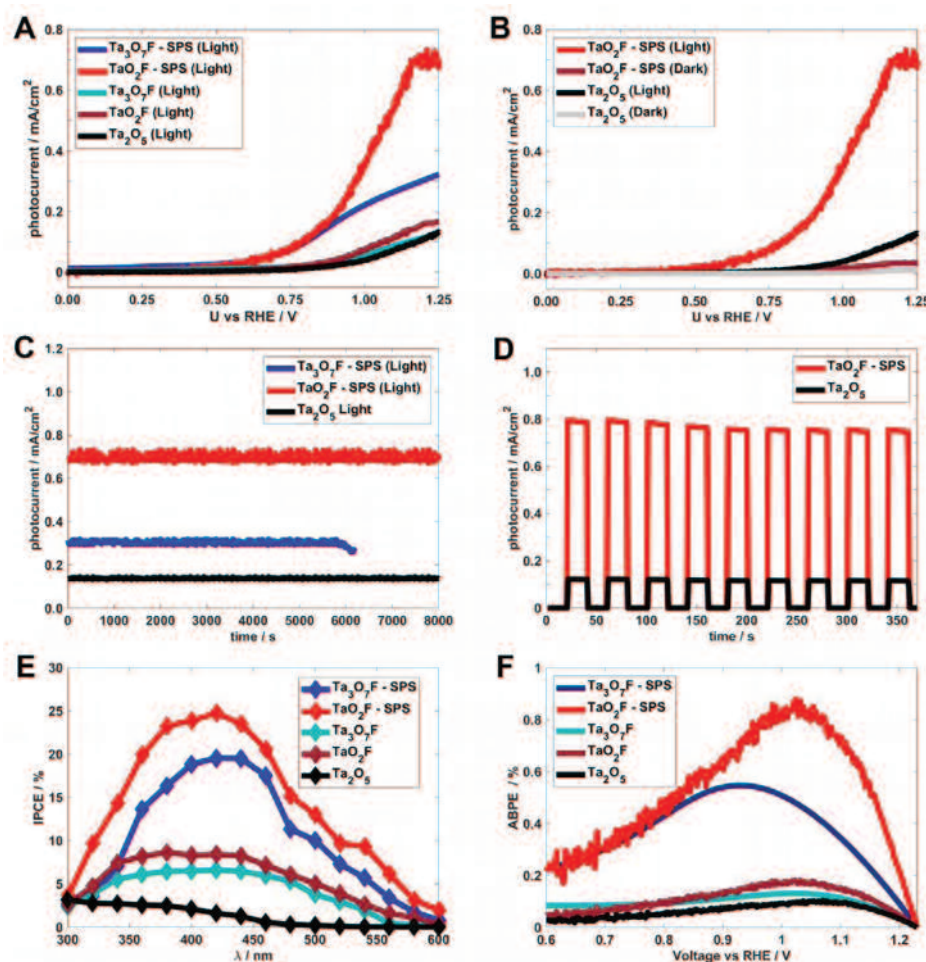 A
Ta3O7F - SPS (Light)
TaO2F - SPS (Light)
Ta3O7F (Light)
TaO2F (Light)
Ta2O5 (Light)
photocurrent / mA/cm2
0.8
0.6
0.4
0.2
0
0.00 0.25 0.50 0.75 1.00 1.25
U vs RHE / V
B
TaO2F - SPS (Light)
TaO2F - SPS (Dark)
Ta2O5 (Light)
Ta2O5 (Dark)
photocurrent / mA/cm2
0.8
0.6
0.4
0.2
0.0
0.00 0.25 0.50 0.75 1.00 1.25
U vs RHE / V
C
Ta3O7F - SPS (Light)
TaO2F - SPS (Light)
Ta2O5 Light
photocurrent / mA/cm2
1.2
0.9
0.6
0.3
0.0
0 1000 2000 3000 4000 5000 6000 7000 8000
time / s
D
TaO2F - SPS
Ta2O5
photocurrent / mA/cm2
1.0
0.8
0.6
0.4
0.2
0
0 50 100 150 200 250 300 350
time / s
E
Ta3O7F - SPS
TaO2F - SPS
Ta3O7F
TaO2F
Ta2O5
IPCE / %
30
25
20
15
10
5
0
300 350 400 450 500 550 600
λ / nm
F
Ta3O7F - SPS
TaO2F - SPS
Ta3O7F
TaO2F
Ta2O5
ABPE / %
1
0.8
0.6
0.4
0.2
0
0.6 0.7 0.8 0.9 1 1.1 1.2
Voltage vs RHE / V